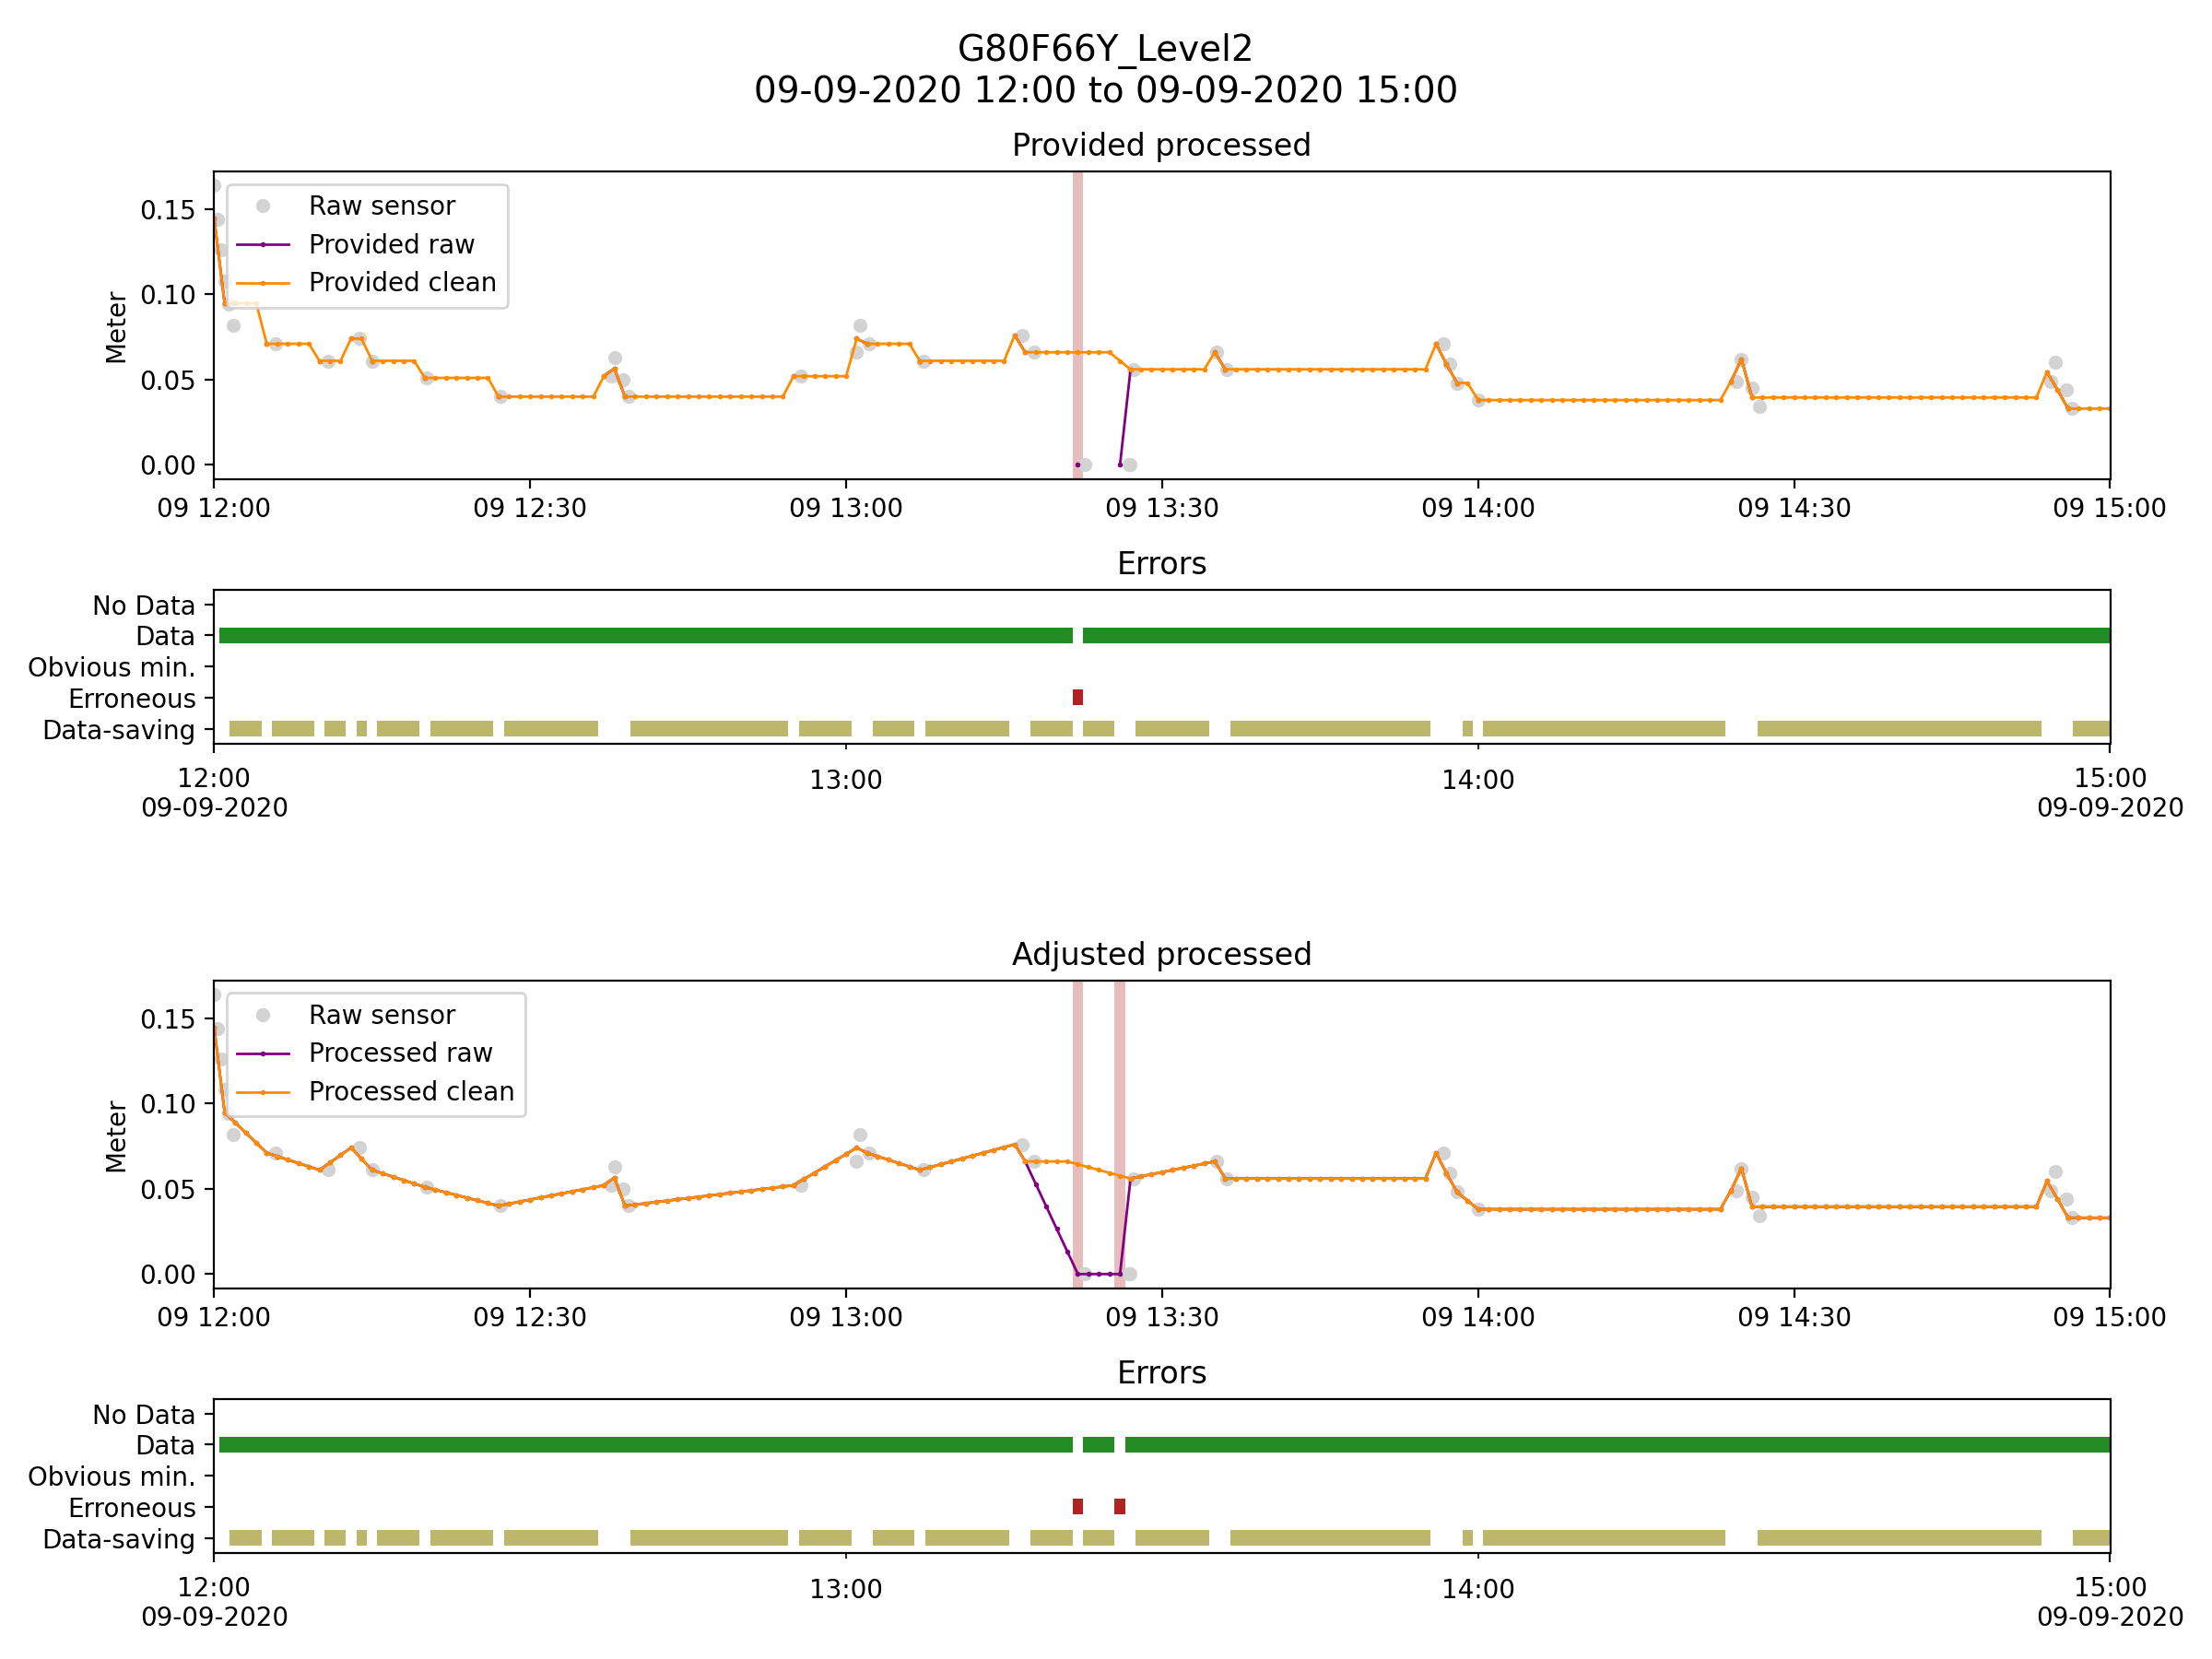 G80F66Y_Level2
09-09-2020 12:00 to 09-09-2020 15:00
Provided processed
Raw sensor
Provided raw
Provided clean
Meter
0.15
0.10
0.05
0.00
09 12:00 09 12:30 09 13:00 09 13:30 09 14:00 09 14:30 09 15:00
Errors
No Data
Data
Obvious min.
Erroneous
Data-saving
12:00 13:00 14:00 15:00
09-09-2020 09-09-2020
Adjusted processed
Raw sensor
Processed raw
Processed clean
Meter
0.15
0.10
0.05
0.00
09 12:00 09 12:30 09 13:00 09 13:30 09 14:00 09 14:30 09 15:00
Errors
No Data
Data
Obvious min.
Erroneous
Data-saving
12:00 13:00 14:00 15:00
09-09-2020 09-09-2020